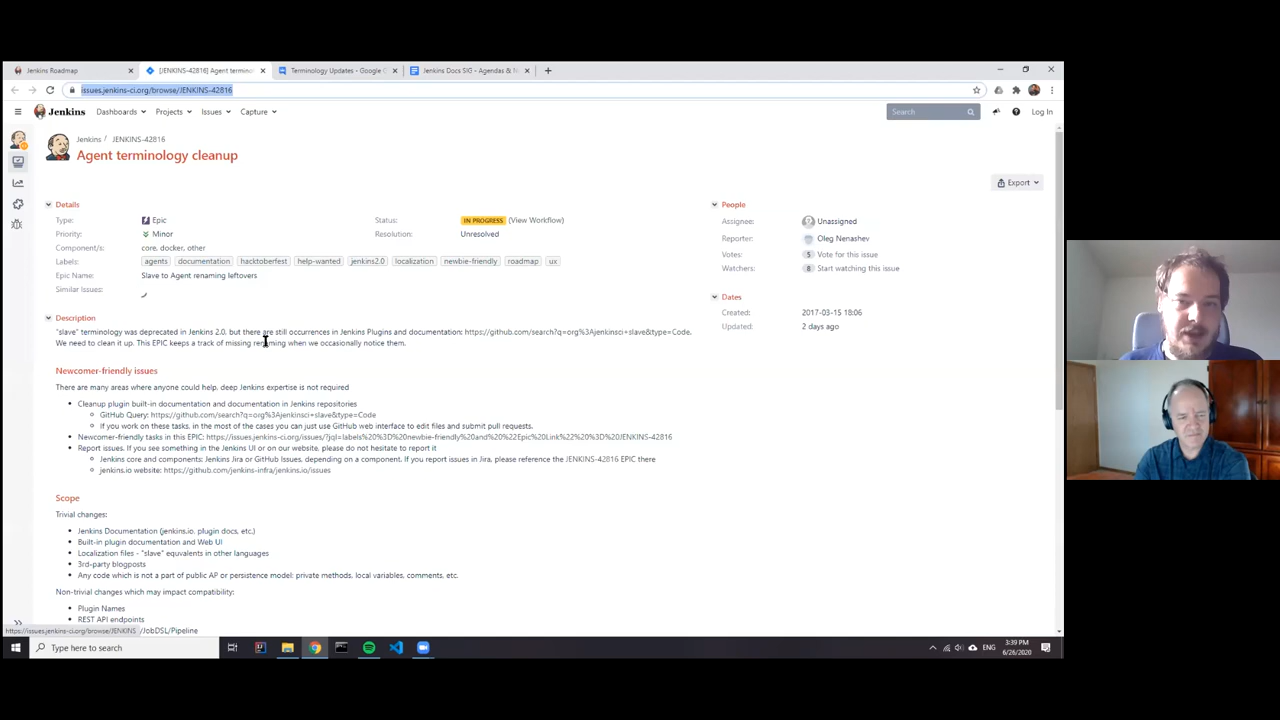 Jenkins Roadmap
[JENKINS-42816] Agent termino
Terminology Updates - Google
Jenkins Docs SIG - Agendas &
issues.jenkins-ci.org/browse/JENKINS-42816
Jenkins
Dashboards
Projects
Issues
Capture
Search
Log In
Jenkins / JENKINS-42816
Agent terminology cleanup
Export
Details
Type: Epic
Status: IN PROGRESS (View Workflow)
Priority: Minor
Resolution: Unresolved
Component/s: core, docker, other
Labels: agents documentation hacktoberfest help-wanted jenkins2.0 localization newbie-friendly roadmap ux
Epic Name: Slave to Agent renaming leftovers
Similar Issues:
People
Assignee: Unassigned
Reporter: Oleg Nenashev
Votes: 5 Vote for this issue
Watchers: 8 Start watching this issue
Dates
Created: 2017-03-15 18:06
Updated: 2 days ago
Description
"slave" terminology was deprecated in Jenkins 2.0, but there are still occurrences in Jenkins Plugins and documentation: https://github.com/search?q=org%3Ajenkinsci+slave&type=Code.
We need to clean it up. This EPIC keeps a track of missing renaming when we occasionally notice them.
Newcomer-friendly issues
There are many areas where anyone could help, deep Jenkins expertise is not required
Cleanup plugin built-in documentation and documentation in Jenkins repositories
GitHub Query: https://github.com/search?q=org%3Ajenkinsci+slave&type=Code
If you work on these tasks, in the most of the cases you can just use GitHub web interface to edit files and submit pull requests.
Newcomer-friendly tasks in this EPIC: https://issues.jenkins-ci.org/issues/?jql=labels%20%3D%20newbie-friendly%20and%20%22Epic%20Link%22%20%3D%20JENKINS-42816
Report issues. If you see something in the Jenkins UI or on our website, please do not hesitate to report it
Jenkins core and components: Jenkins Jira or GitHub Issues, depending on a component. If you report issues in Jira, please reference the JENKINS-42816 EPIC there
jenkins.io website: https://github.com/jenkins-infra/jenkins.io/issues
Scope
Trivial changes:
Jenkins Documentation (jenkins.io, plugin docs, etc.)
Built-in plugin documentation and Web UI
Localization files - "slave" equvalents in other languages
3rd-party blogposts
Any code which is not a part of public AP or persistence model: private methods, local variables, comments, etc.
Non-trivial changes which may impact compatibility:
Plugin Names
REST API endpoints
https://issues.jenkins-ci.org/browse/JENKINS
/JobDSL/Pipeline
Type here to search
ENG
3:39 PM
6/26/2020